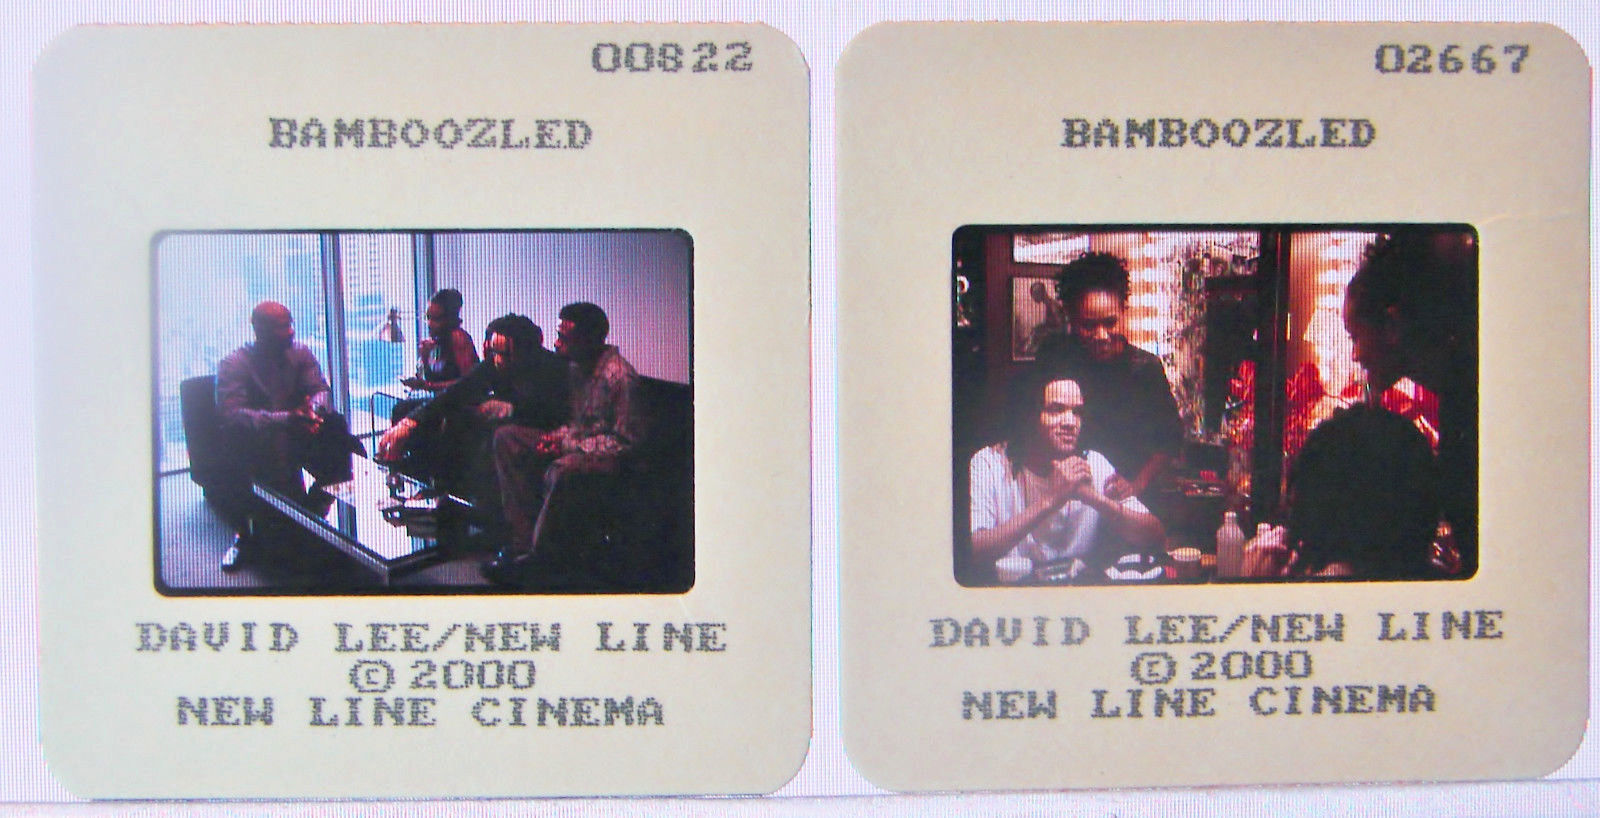 00822
BAMBOOZLED
DAVID LEE/NEW LINE
© 2000
NEW LINE CINEMA
02667
BAMBOOZLED
DAVID LEE/NEW LINE
© 2000
NEW LINE CINEMA